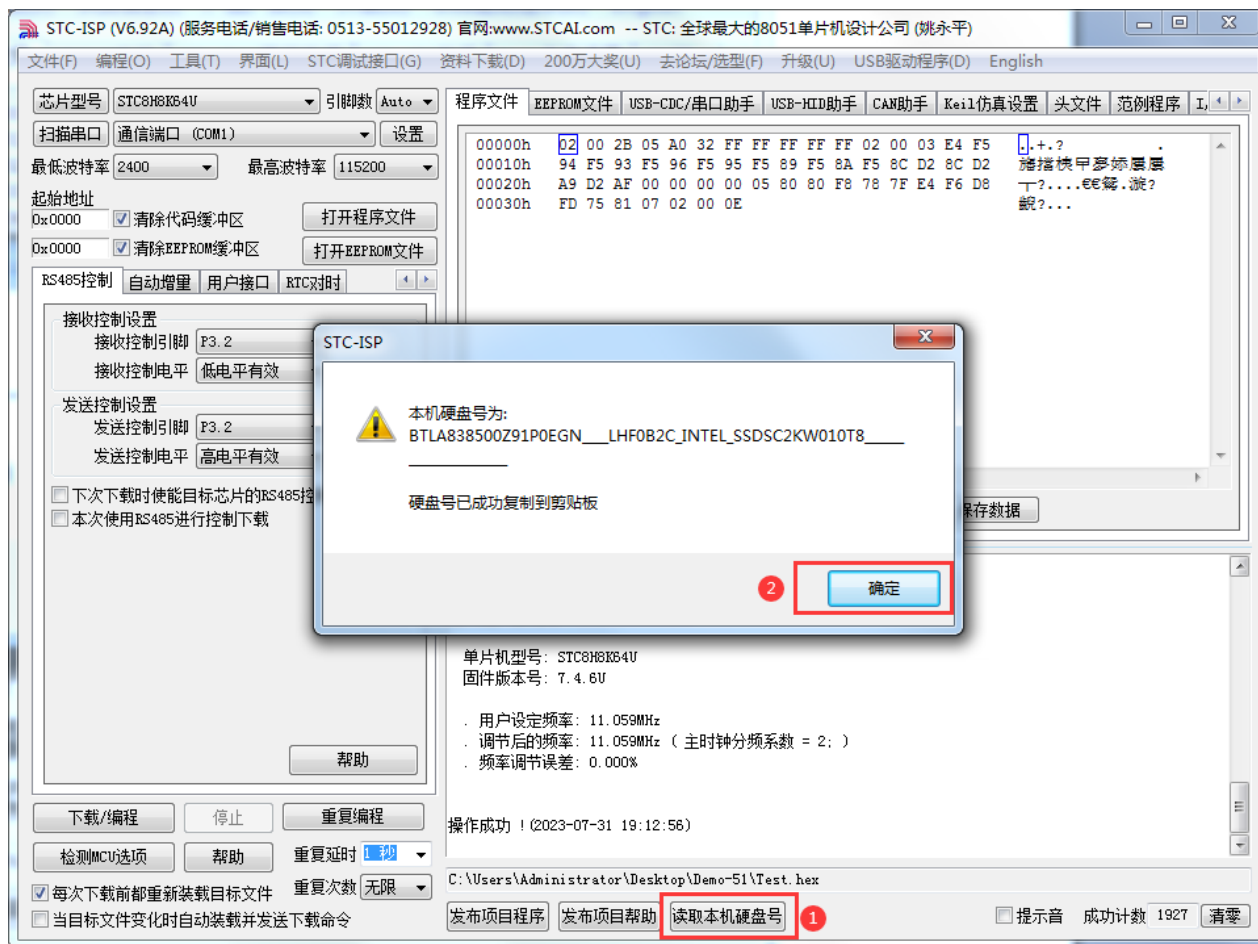 STC-ISP (V6.92A) (服务电话/销售电话: 0513-55012928) 官网:www.STCAI.com -- STC: 全球最大的8051单片机设计公司 (姚永平)
文件(F) 编程(O) 工具(T) 界面(L) STC调试接口(G) 资料下载(D) 200万大奖(U) 去论坛/选型(F) 升级(U) USB驱动程序(D) English
芯片型号 STC8H8K64U 引脚数 Auto
扫描串口 通信端口 (COM1) 设置
最低波特率 2400 最高波特率 115200
起始地址
0x0000 清除代码缓冲区 打开程序文件
0x0000 清除EEPROM缓冲区 打开EEPROM文件
RS485控制 自动增量 用户接口 RTC对时
接收控制设置
接收控制引脚 P3.2
接收控制电平 低电平有效
发送控制设置
发送控制引脚 P3.2
发送控制电平 高电平有效
下次下载时使能目标芯片的RS485控
本次使用RS485进行控制下载
帮助
下载/编程 停止 重复编程
检测MCU选项 帮助 重复延时 1 秒
每次下载前都重新装载目标文件 重复次数 无限
当目标文件变化时自动装载并发送下载命令
程序文件 EEPROM文件 USB-CDC/串口助手 USB-HID助手 CAN助手 Keil仿真设置 头文件 范例程序 I,
00000h 02 00 2B 05 A0 32 FF FF FF FF FF 02 00 03 E4 F5 ..+.?
00010h 94 F5 93 F5 96 F5 95 F5 89 F5 8A F5 8C D2 8C D2
00020h A9 D2 AF 00 00 00 00 05 80 80 F8 78 7F E4 F6 D8
00030h FD 75 81 07 02 00 0E
保存数据
STC-ISP
本机硬盘号为:
BTLA838500Z91P0EGN___LHF0B2C_INTEL_SSDSC2KW010T8_____
_____________
硬盘号已成功复制到剪贴板
2 确定
单片机型号: STC8H8K64U
固件版本号: 7.4.6U
. 用户设定频率: 11.059MHz
. 调节后的频率: 11.059MHz ( 主时钟分频系数 = 2; )
. 频率调节误差: 0.000%
操作成功 !(2023-07-31 19:12:56)
C:\Users\Administrator\Desktop\Demo-51\Test.hex
发布项目程序 发布项目帮助 读取本机硬盘号 1 提示音 成功计数 1927 清零